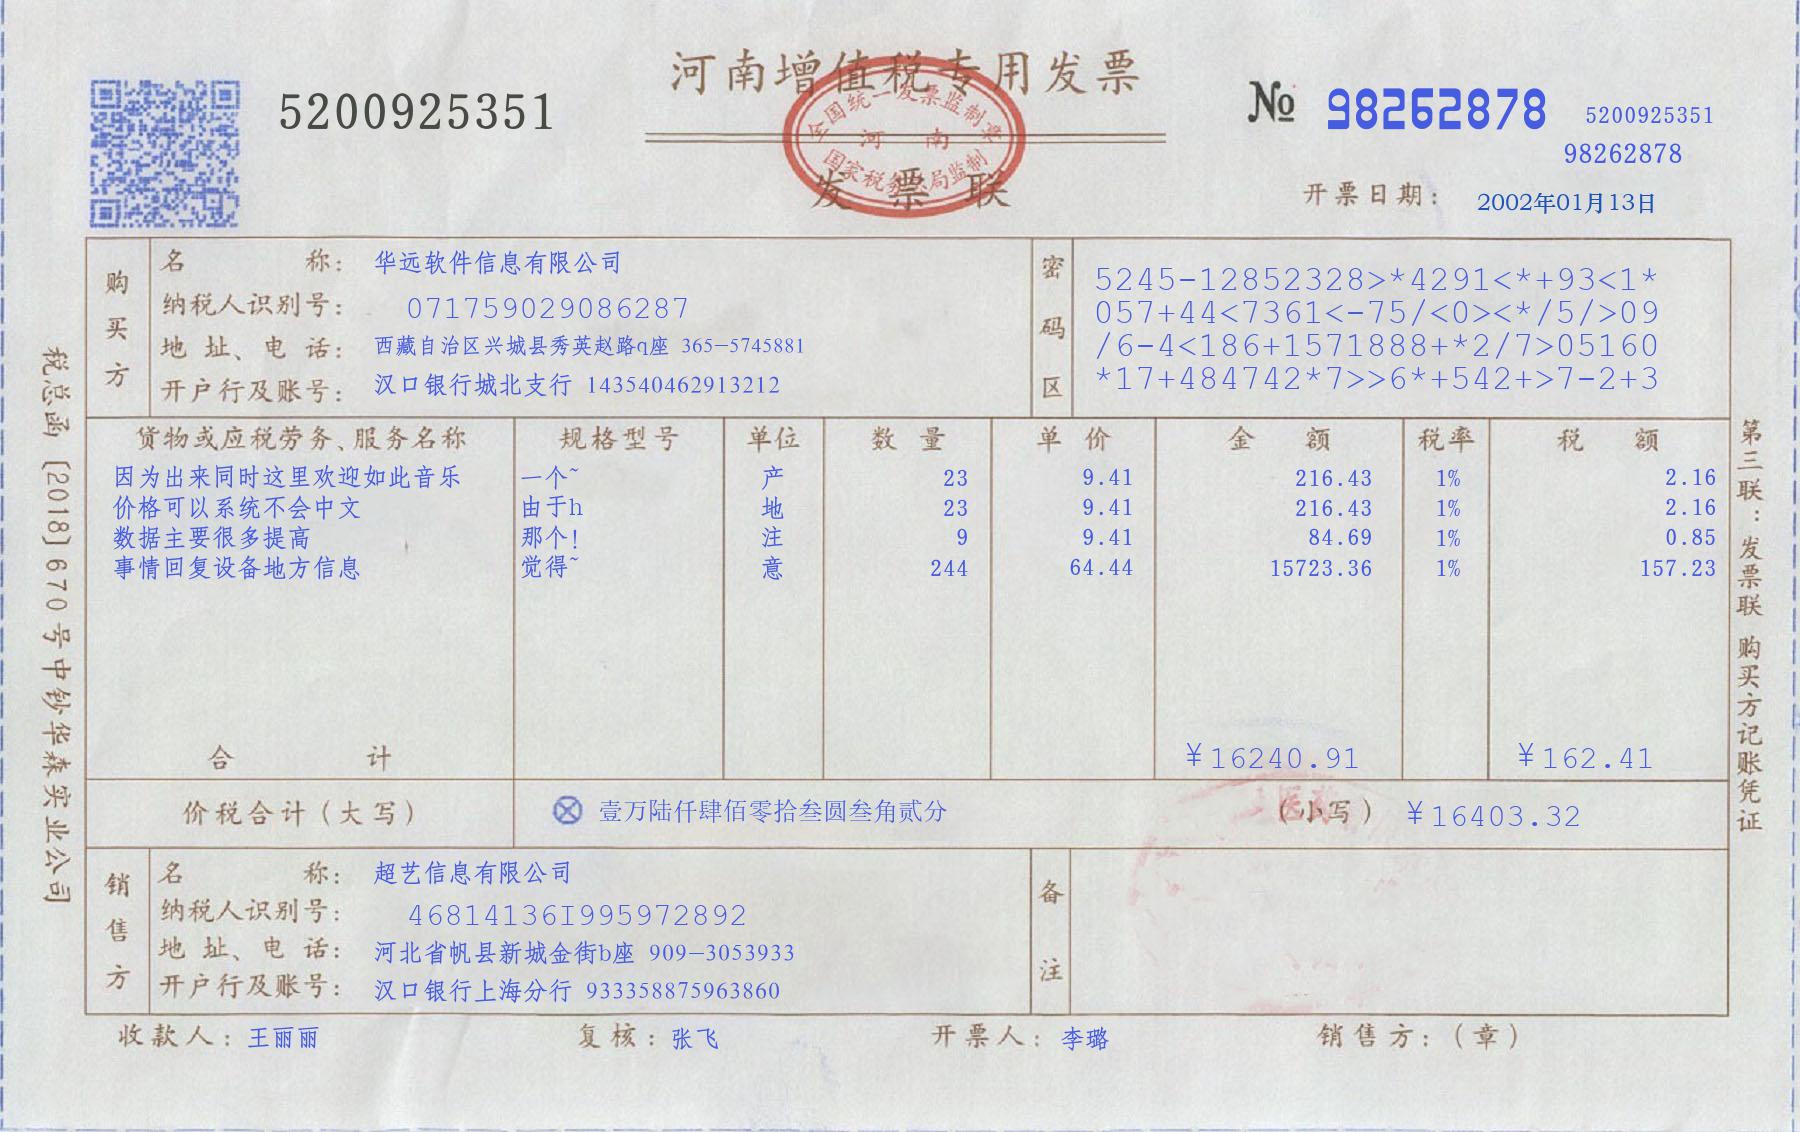 河南增值税专用发票
5200925351
№ 98262878
5200925351
98262878
全国统一发票监制章
河 南
国家税务总局监制
发 票 联
开票日期： 2002年01月13日
购买方
名 称： 华远软件信息有限公司
纳税人识别号： 071759029086287
地 址、电 话： 西藏自治区兴城县秀英赵路q座 365-5745881
开户行及账号： 汉口银行城北支行 143540462913212
密码区
5245-12852328>*4291<*+93<1*
057+44<7361<-75/<0><*/5/>09
/6-4<186+1571888+*2/7>05160
*17+484742*7>>6*+542+>7-2+3
货物或应税劳务、服务名称 规格型号 单位 数 量 单 价 金 额 税率 税 额
因为出来同时这里欢迎如此音乐 一个~ 产 23 9.41 216.43 1% 2.16
价格可以系统不会中文 由于h 地 23 9.41 216.43 1% 2.16
数据主要很多提高 那个! 注 9 9.41 84.69 1% 0.85
事情回复设备地方信息 觉得~ 意 244 64.44 15723.36 1% 157.23
合 计 ￥16240.91 ￥162.41
价税合计（大写） 壹万陆仟肆佰零拾叁圆叁角贰分 （小写） ￥16403.32
销售方
名 称： 超艺信息有限公司
纳税人识别号： 46814136I995972892
地 址、电 话： 河北省帆县新城金街b座 909-3053933
开户行及账号： 汉口银行上海分行 933358875963860
备注
收款人： 王丽丽 复核： 张飞 开票人： 李璐 销售方：（章）
税总函〔2018〕670号中钞华森实业公司
第三联：发票联 购买方记账凭证